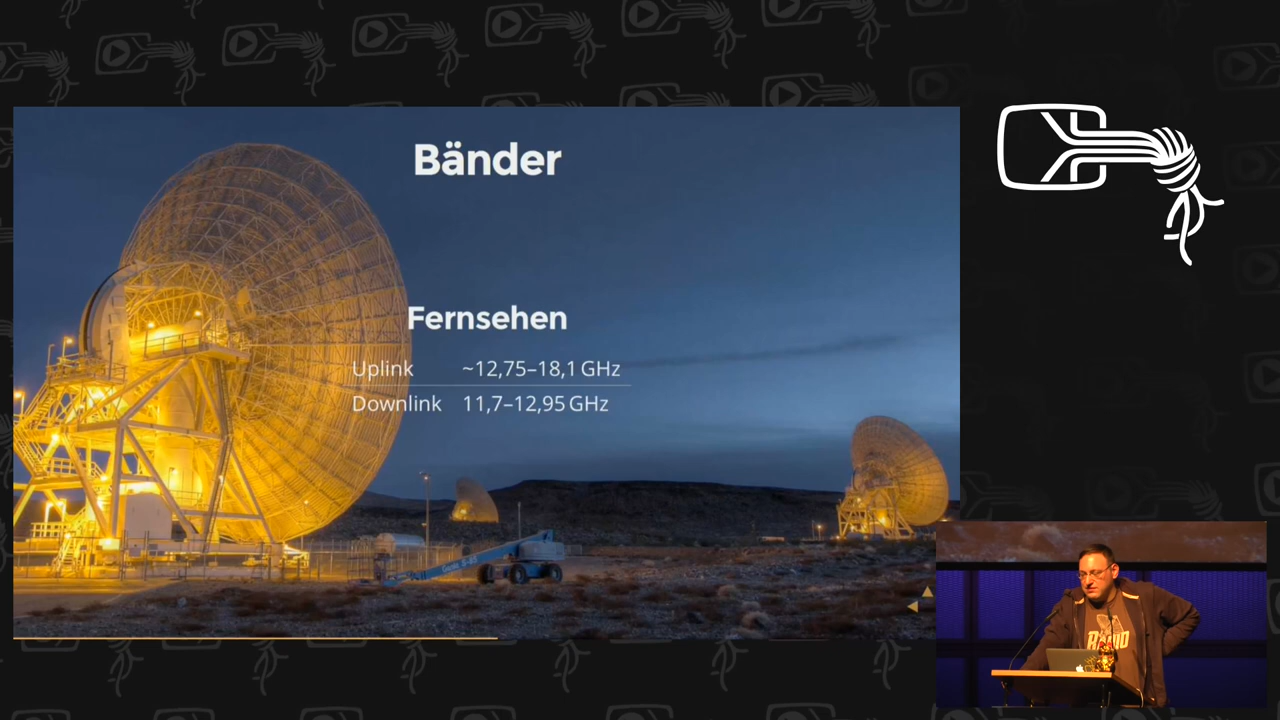 Bänder
Fernsehen
Uplink ~12,75–18,1 GHz
Downlink 11,7–12,95 GHz